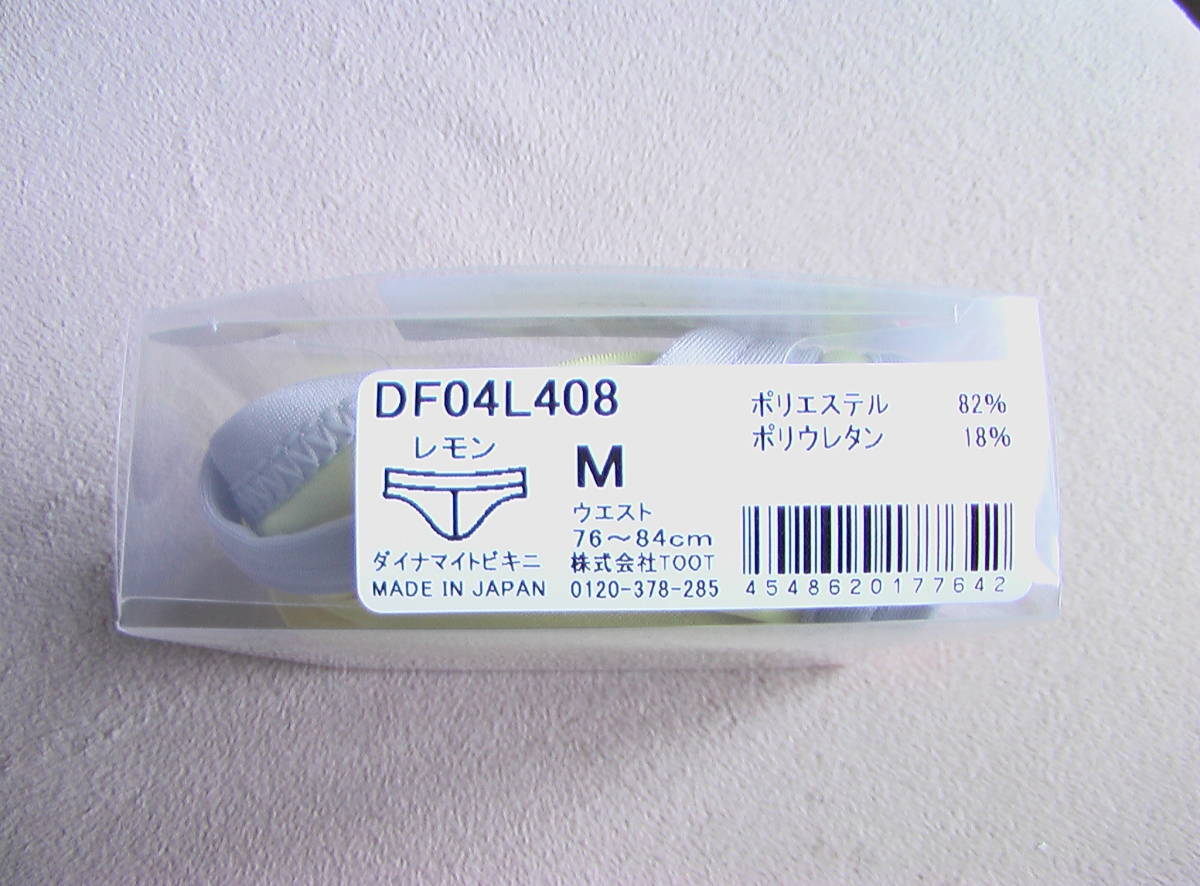 DF04L408
レモン
ダイナマイトビキニ
MADE IN JAPAN
M
ウエスト
76～84cm
株式会社TOOT
0120-378-285
ポリエステル 82%
ポリウレタン 18%
4548620177642